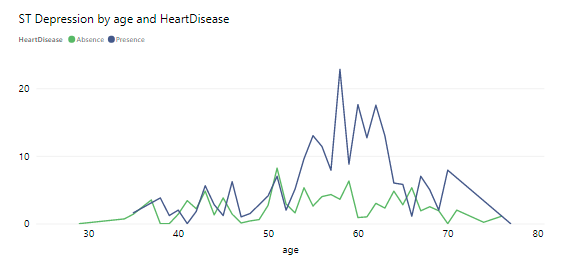 ST Depression by age and HeartDisease
HeartDisease Absence Presence
20
10
0
30 40 50 60 70 80
age